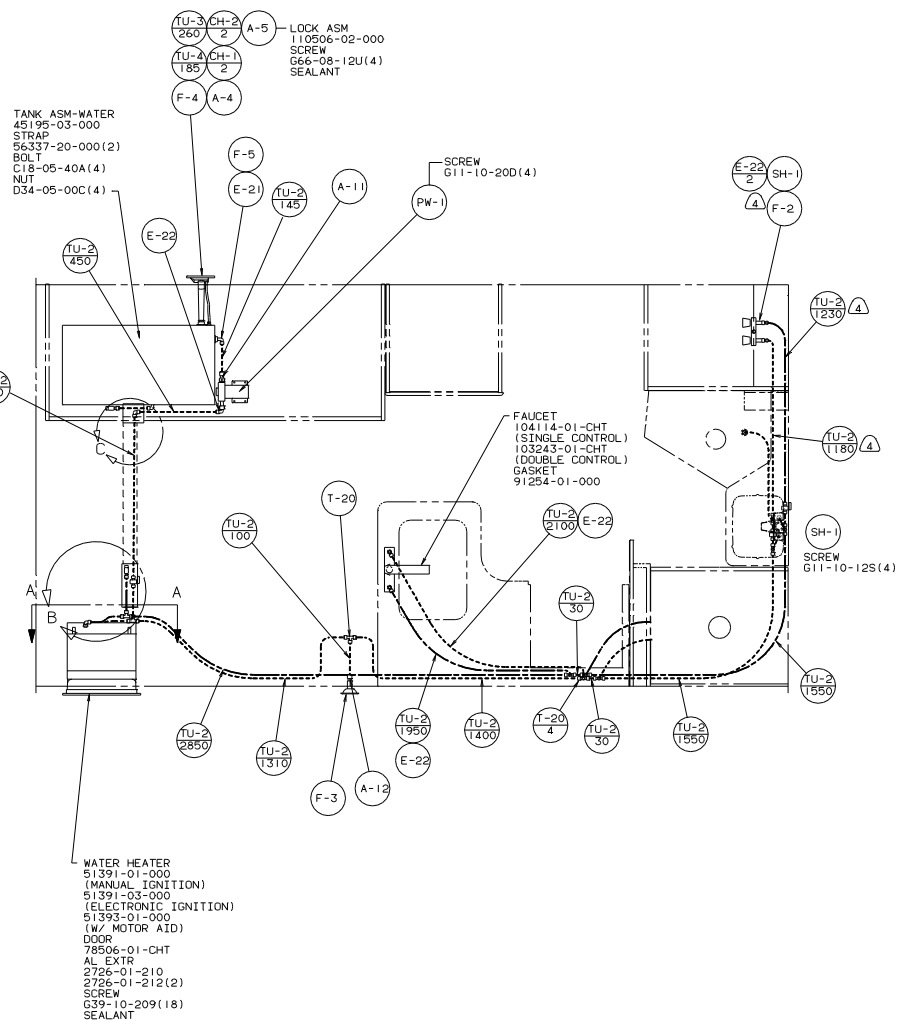 TU-3 CH-2 A-5
260 2
LOCK ASM
110506-02-000
SCREW
G66-08-12U(4)
SEALANT
TU-4 CH-1
185 2
F-4 A-4
TANK ASM-WATER
45195-03-000
STRAP
56337-20-000(2)
BOLT
C18-05-40A(4)
NUT
D34-05-00C(4)
F-5
E-21
TU-2
145
A-11
SCREW
G11-10-20D(4)
PW-1
E-22
2
SH-1
4
F-2
E-22
TU-2
450
TU-2
1230
4
C
FAUCET
104114-01-CHT
(SINGLE CONTROL)
103243-01-CHT
(DOUBLE CONTROL)
GASKET
91254-01-000
TU-2
1180
4
T-20
TU-2
100
TU-2
2100
E-22
SH-1
SCREW
G11-10-12S(4)
A
A
B
TU-2
30
TU-2
2850
TU-2
1310
F-3
A-12
TU-2
1950
E-22
TU-2
1400
T-20
4
TU-2
30
TU-2
1550
TU-2
1550
WATER HEATER
51391-01-000
(MANUAL IGNITION)
51391-03-000
(ELECTRONIC IGNITION)
51393-01-000
(W/ MOTOR AID)
DOOR
78506-01-CHT
AL EXTR
2726-01-210
2726-01-212(2)
SCREW
G39-10-209(18)
SEALANT